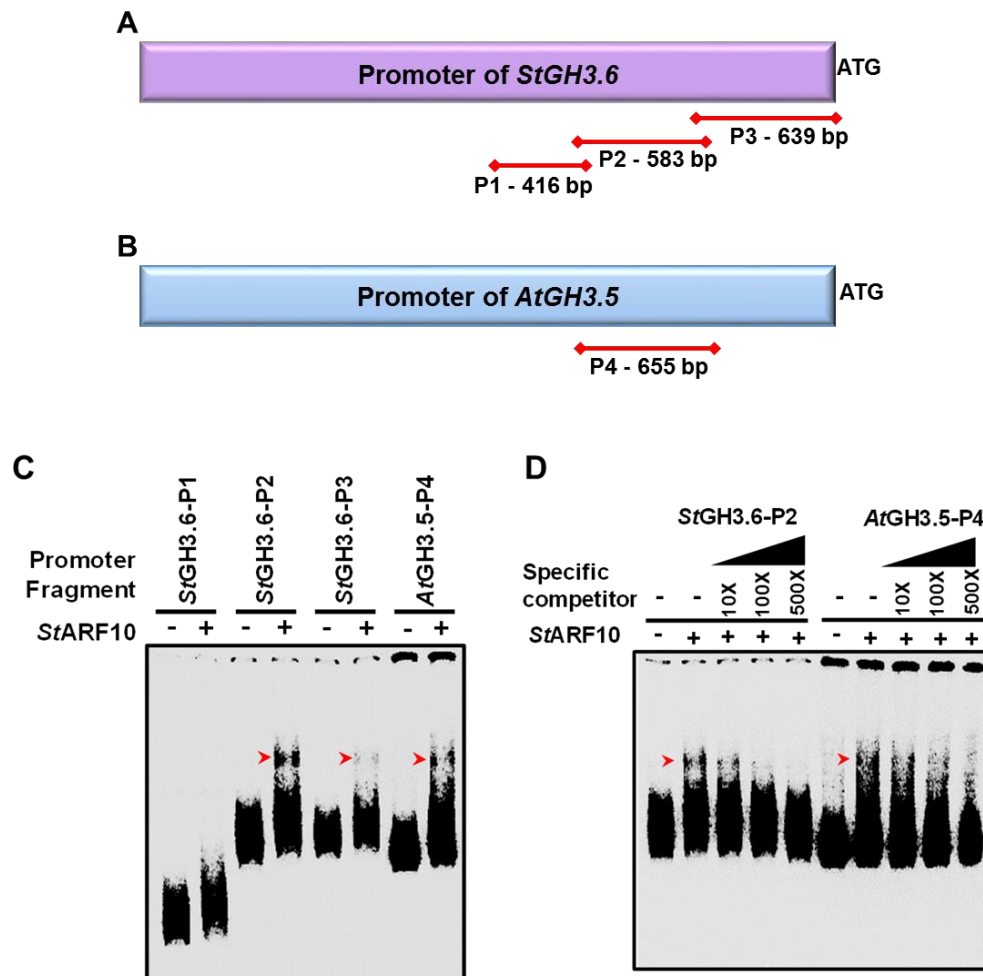 A
Promoter of StGH3.6
ATG
P3 - 639 bp
P2 - 583 bp
P1 - 416 bp
B
Promoter of AtGH3.5
ATG
P4 - 655 bp
C
Promoter
Fragment
StGH3.6-P1
StGH3.6-P2
StGH3.6-P3
AtGH3.5-P4
StARF10
- + - + - + - +
D
StGH3.6-P2
AtGH3.5-P4
Specific
competitor
- - 10X 100X 500X - - 10X 100X 500X
StARF10
- + + + + - + + + +